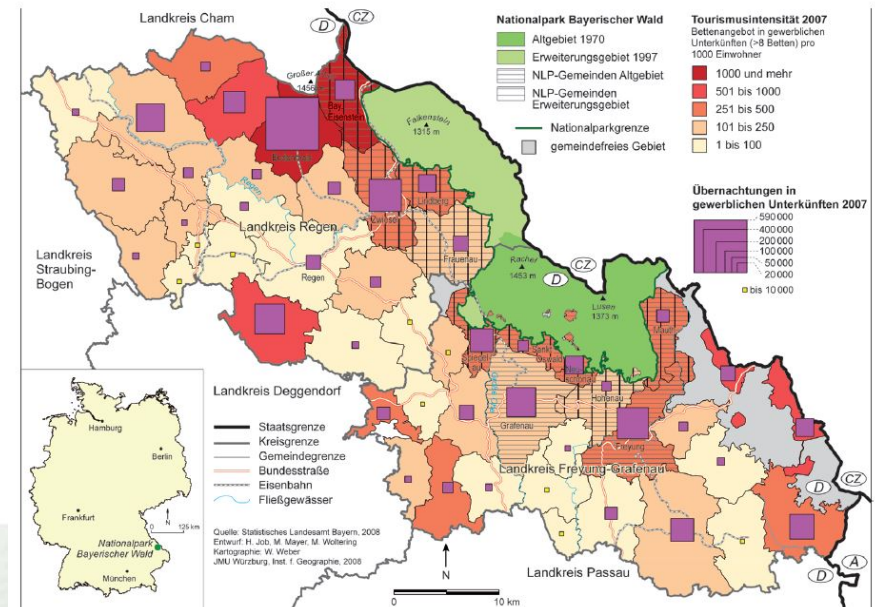 Landkreis Cham
D
CZ
Großer
1456
Bay.
Eisenstein
Falkenstein
1315 m
Bodenmais
Lindberg
Zwiesel
Regen
Landkreis Regen
Frauenau
Landkreis
Straubing-
Bogen
Regen
Rachel
1453 m
D
CZ
Lusen
1373 m
Mauth
Spiegel-
au
Sankt
Oswald
Neu-
schönau
Hohenau
Grafenau
Freyung
Landkreis Deggendorf
Landkreis Freyung-Grafenau
D
CZ
Landkreis Passau
D
A
Nationalpark Bayerischer Wald
Altgebiet 1970
Erweiterungsgebiet 1997
NLP-Gemeinden Altgebiet
NLP-Gemeinden
Erweiterungsgebiet
Nationalparkgrenze
gemeindefreies Gebiet
Tourismusintensität 2007
Bettenangebot in gewerblichen
Unterkünften (>8 Betten) pro
1000 Einwohner
1000 und mehr
501 bis 1000
251 bis 500
101 bis 250
1 bis 100
Übernachtungen in
gewerblichen Unterkünften 2007
590 000
400 000
200 000
100 000
50 000
20 000
bis 10 000
Staatsgrenze
Kreisgrenze
Gemeindegrenze
Bundesstraße
Eisenbahn
Fließgewässer
Quelle: Statistisches Landesamt Bayern, 2008
Entwurf: H. Job, M. Mayer, M. Woltering
Kartographie: W. Weber
JMU Würzburg, Inst. f. Geographie, 2008
N
0
10 km
Hamburg
Berlin
Frankfurt
N
0
125 km
Nationalpark
Bayerischer Wald
München